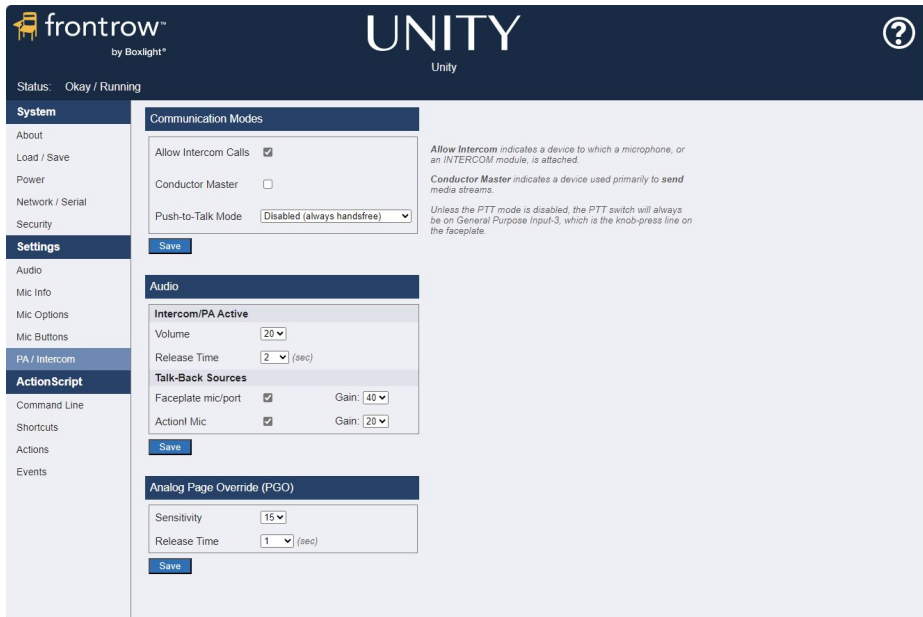 frontrow™
by Boxlight®
UNITY
Unity
?
Status: Okay / Running
System
About
Load / Save
Power
Network / Serial
Security
Settings
Audio
Mic Info
Mic Options
Mic Buttons
PA / Intercom
ActionScript
Command Line
Shortcuts
Actions
Events
Communication Modes
Allow Intercom Calls
Conductor Master
Push-to-Talk Mode Disabled (always handsfree)
Save
Allow Intercom indicates a device to which a microphone, or
an INTERCOM module, is attached.
Conductor Master indicates a device used primarily to send
media streams.
Unless the PTT mode is disabled, the PTT switch will always
be on General Purpose Input-3, which is the knob-press line on
the faceplate.
Audio
Intercom/PA Active
Volume 20
Release Time 2 (sec)
Talk-Back Sources
Faceplate mic/port Gain: 40
Action! Mic Gain: 20
Save
Analog Page Override (PGO)
Sensitivity 15
Release Time 1 (sec)
Save